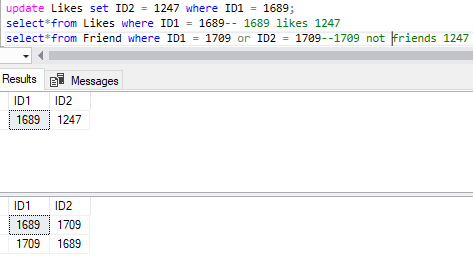 update Likes set ID2 = 1247 where ID1 = 1689;
select*from Likes where ID1 = 1689-- 1689 likes 1247
select*from Friend where ID1 = 1709 or ID2 = 1709--1709 not friends 1247
Results Messages
ID1 ID2
1689 1247
ID1 ID2
1689 1709
1709 1689